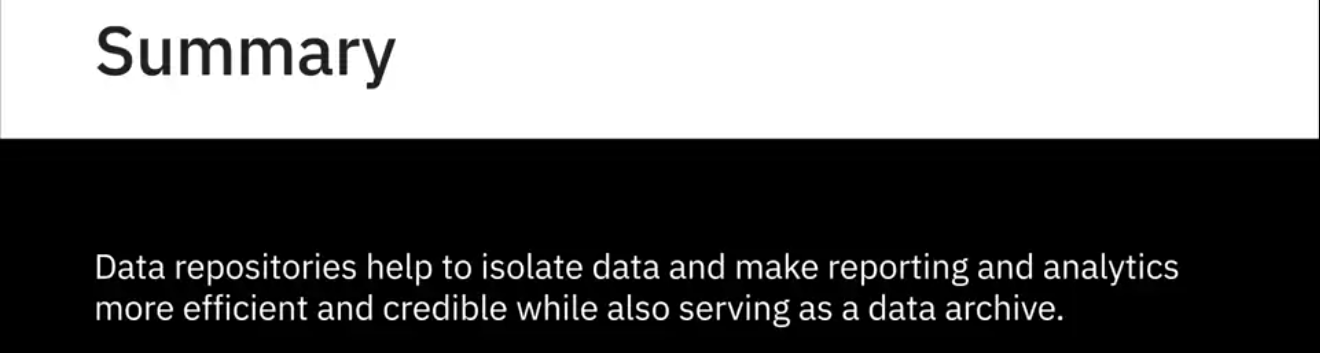 Summary
Data repositories help to isolate data and make reporting and analytics
more efficient and credible while also serving as a data archive.